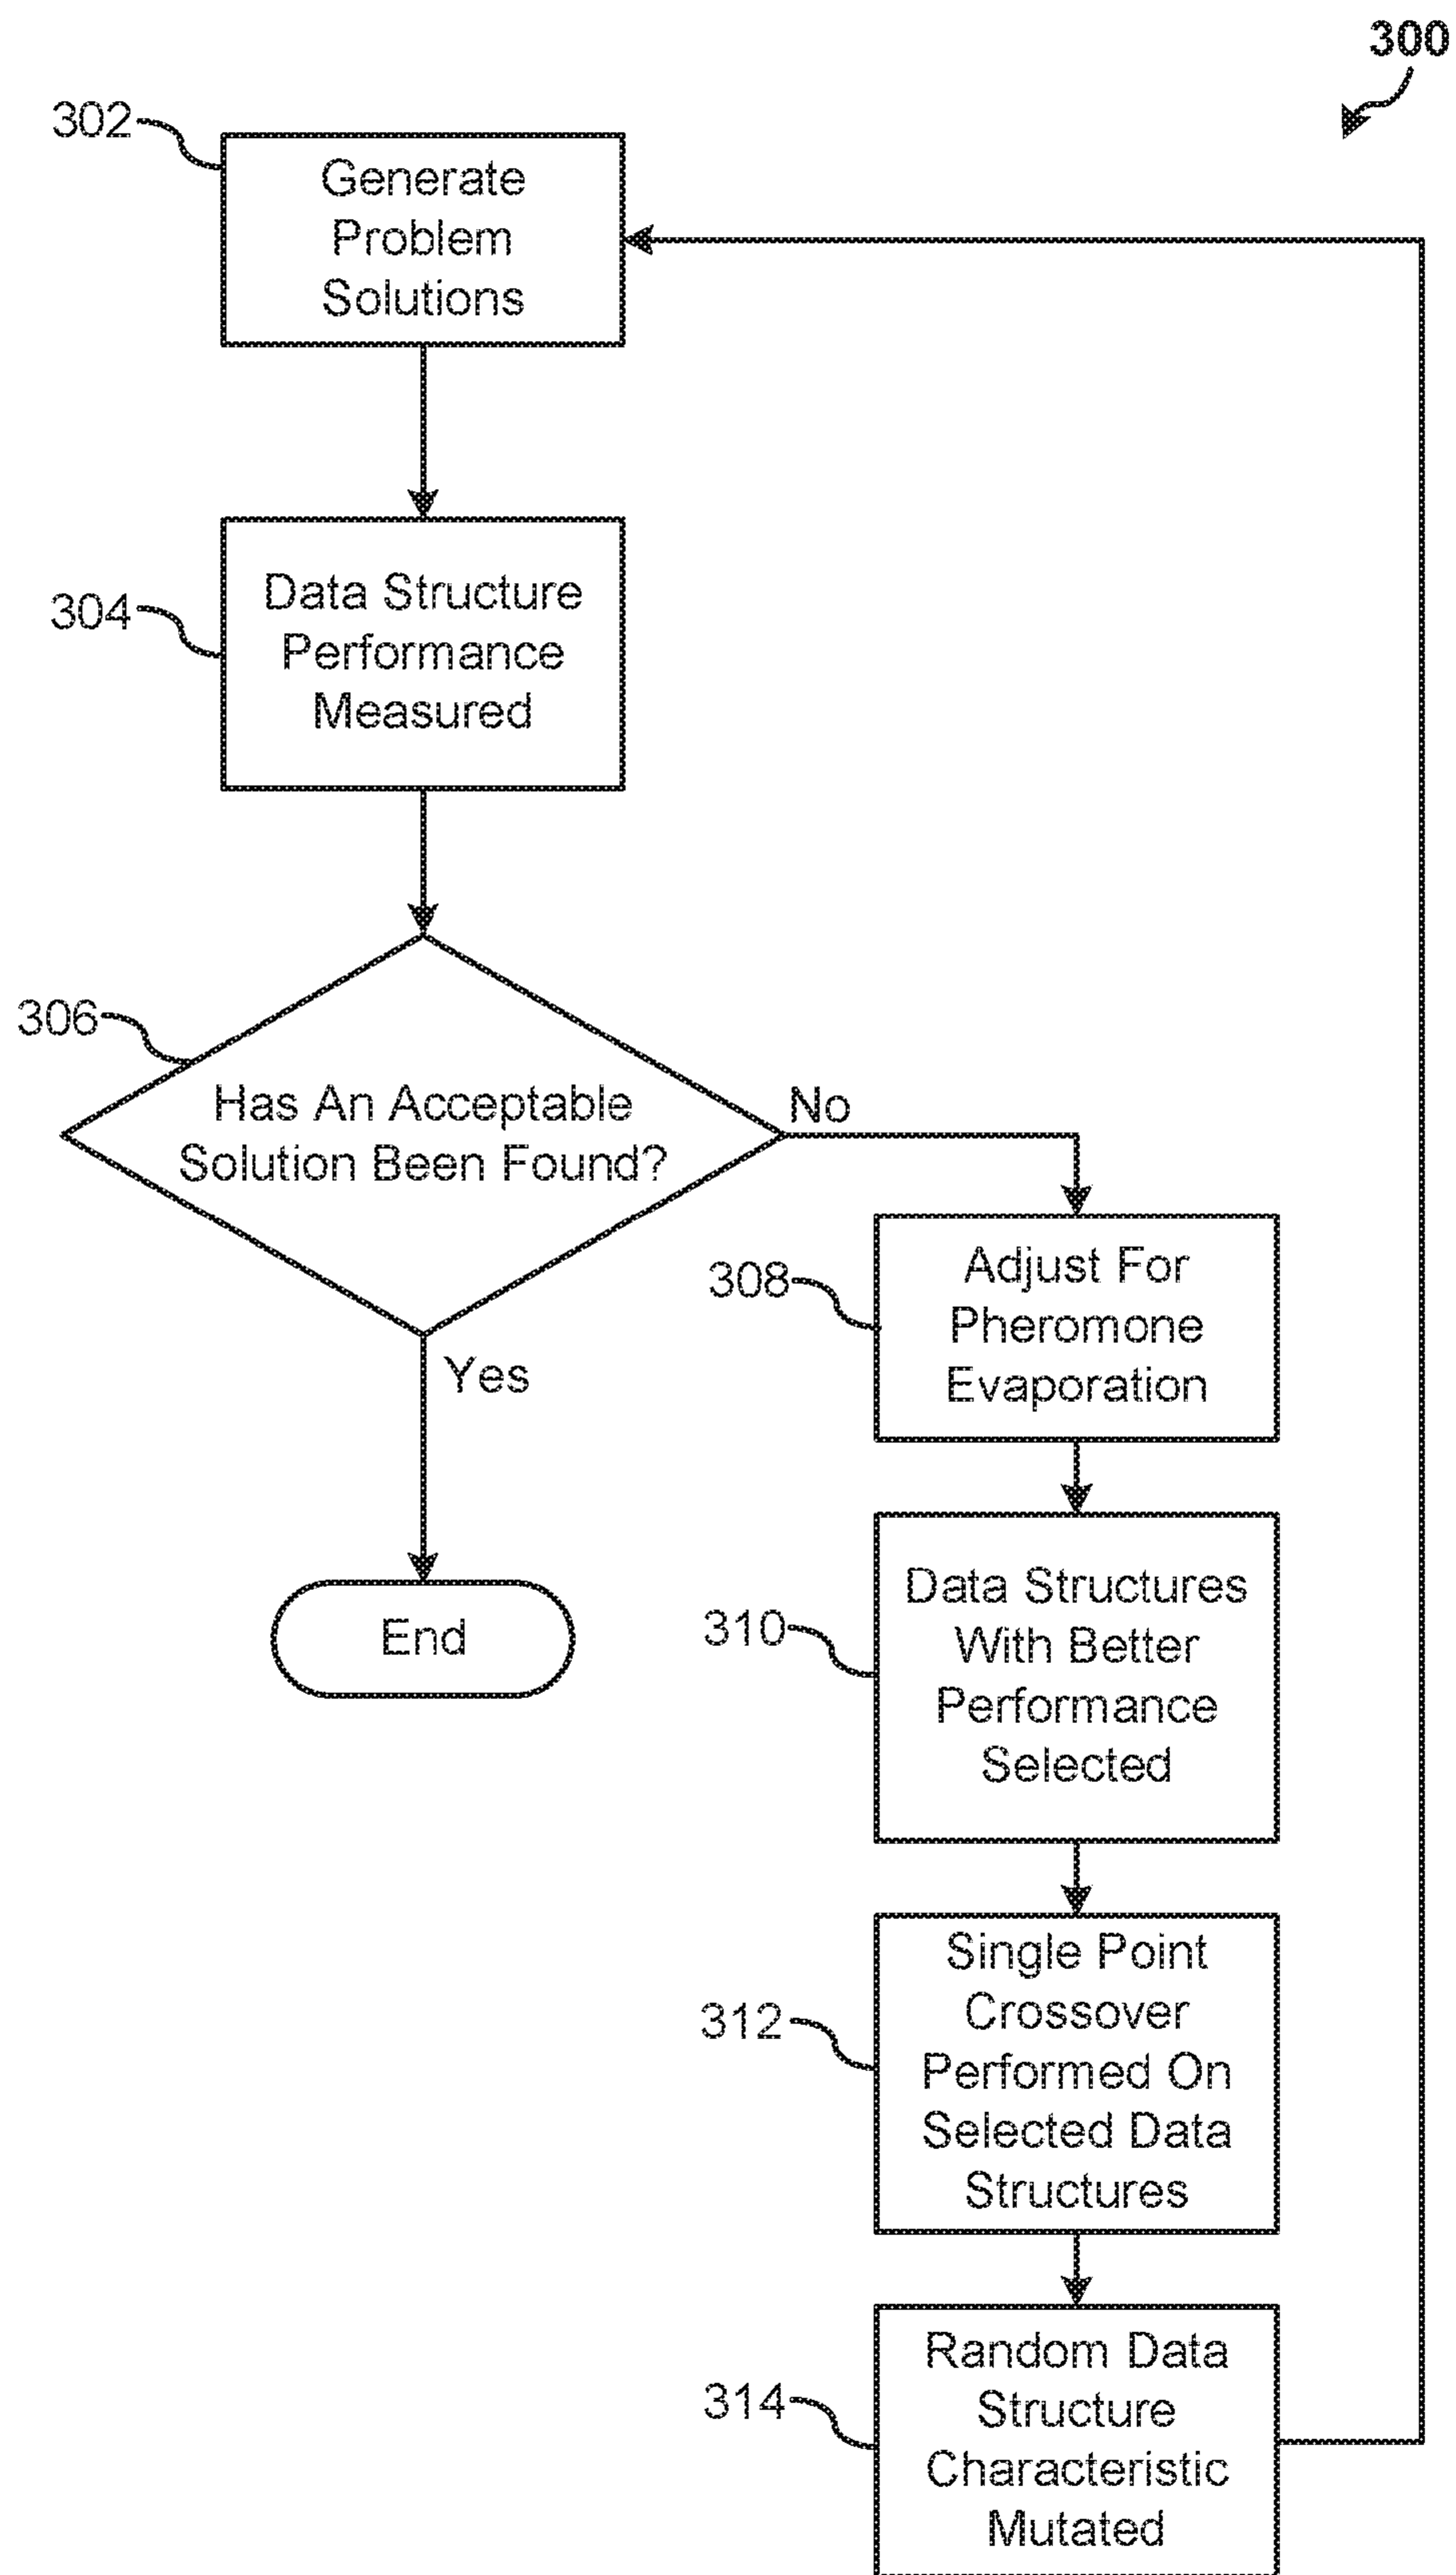 300
302
Generate
Problem
Solutions
304
Data Structure
Performance
Measured
306
Has An Acceptable
Solution Been Found?
No
Yes
End
308
Adjust For
Pheromone
Evaporation
310
Data Structures
With Better
Performance
Selected
312
Single Point
Crossover
Performed On
Selected Data
Structures
314
Random Data
Structure
Characteristic
Mutated